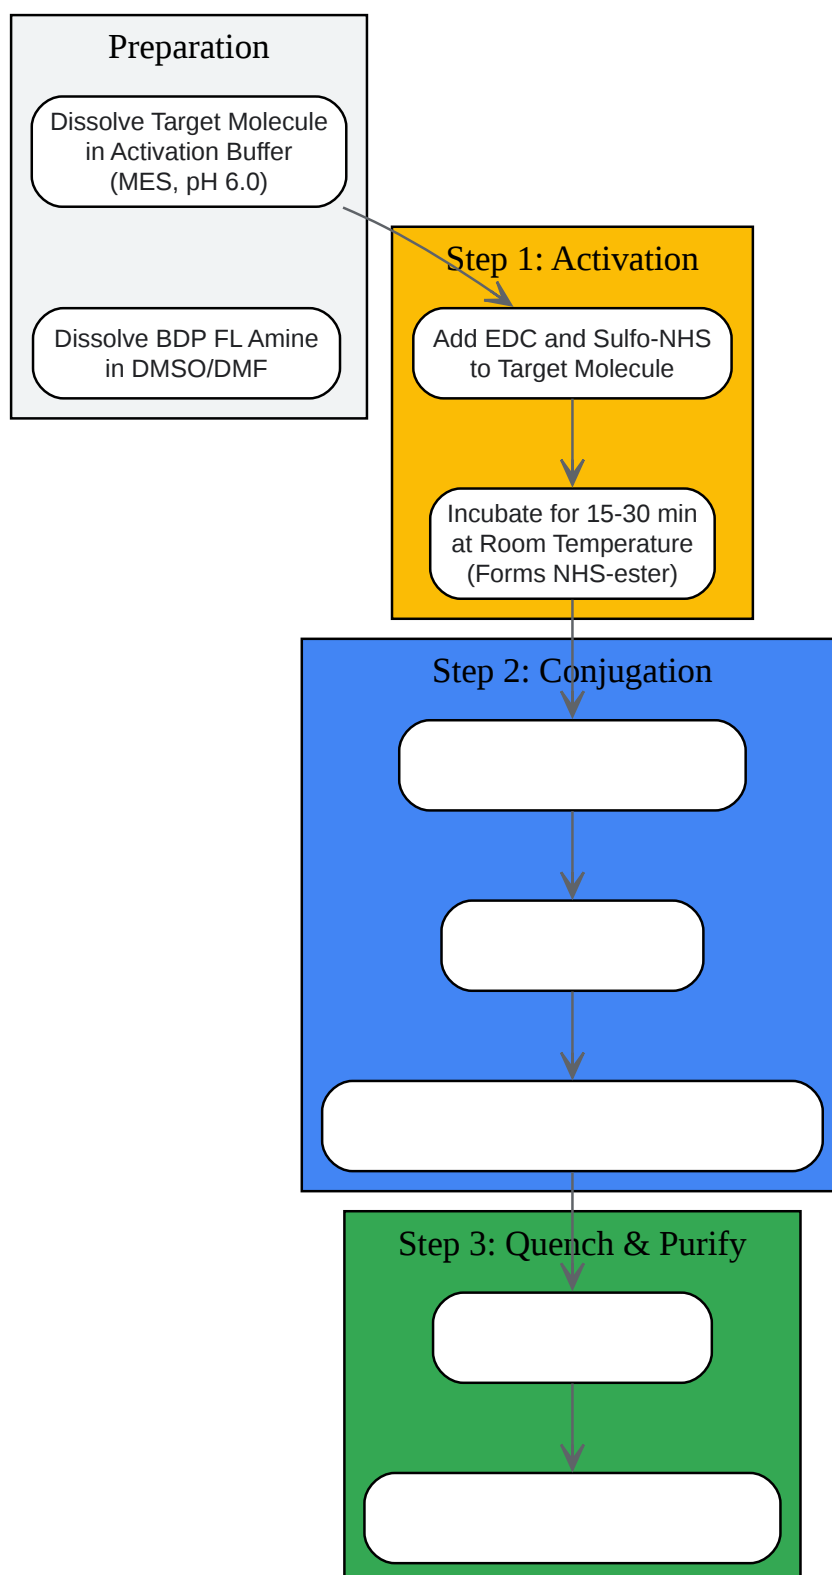 Preparation
Dissolve Target Molecule
in Activation Buffer
(MES, pH 6.0)
Dissolve BDP FL Amine
in DMSO/DMF
Step 1: Activation
Add EDC and Sulfo-NHS
to Target Molecule
Incubate for 15-30 min
at Room Temperature
(Forms NHS-ester)
Step 2: Conjugation
Step 3: Quench & Purify